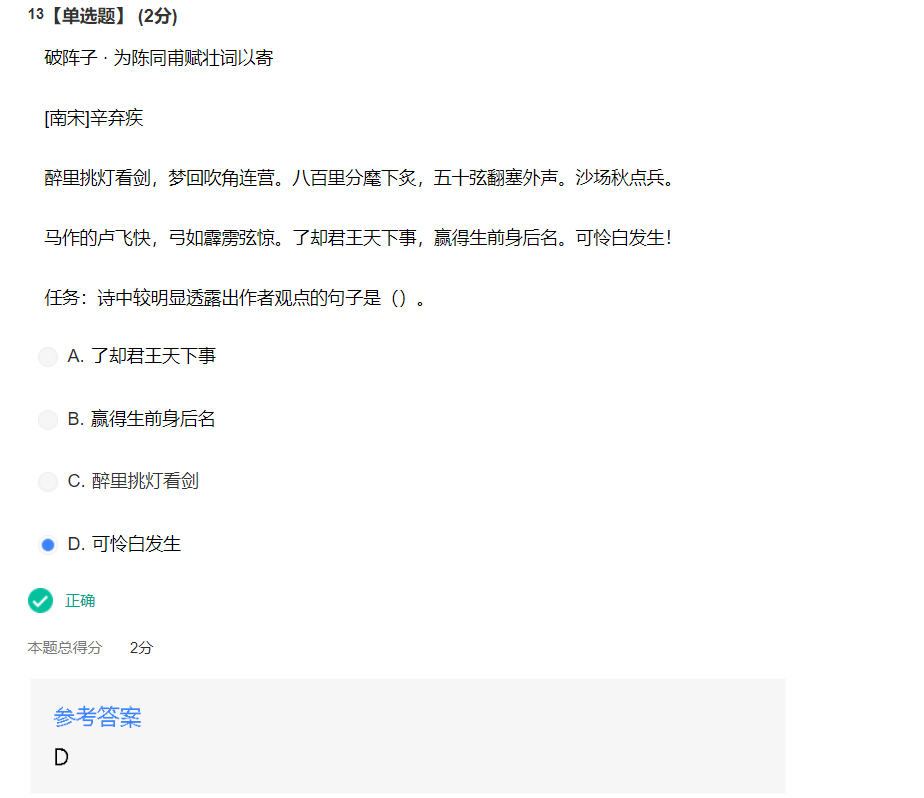 13【单选题】 (2分)
破阵子 · 为陈同甫赋壮词以寄
[南宋]辛弃疾
醉里挑灯看剑，梦回吹角连营。八百里分麾下炙，五十弦翻塞外声。沙场秋点兵。
马作的卢飞快，弓如霹雳弦惊。了却君王天下事，赢得生前身后名。可怜白发生！
任务：诗中较明显透露出作者观点的句子是（）。
A. 了却君王天下事
B. 赢得生前身后名
C. 醉里挑灯看剑
D. 可怜白发生
正确
本题总得分 2分
参考答案
D